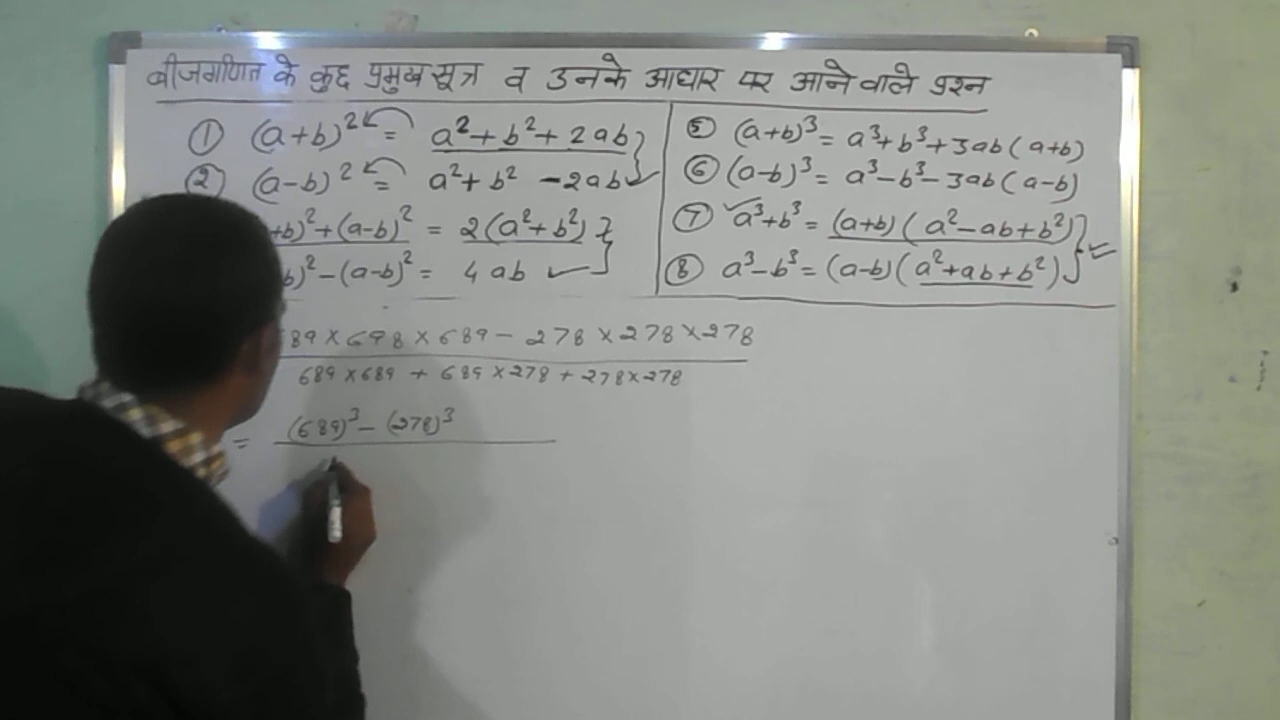 बीजगणित के कुछ प्रमुख सूत्र व उनके आधार पर आने वाले प्रश्न
① (a+b)² = a²+b²+2ab
② (a-b)² = a²+b² -2ab
+b)²+(a-b)² = 2(a²+b²)
b)²-(a-b)² = 4ab
⑤ (a+b)³ = a³+b³+3ab(a+b)
⑥ (a-b)³ = a³-b³-3ab(a-b)
⑦ a³+b³ = (a+b)(a²-ab+b²)
⑧ a³-b³ = (a-b)(a²+ab+b²)
89×698×689-278×278×278
689×689 + 689×278 + 278×278
= (689)³-(278)³